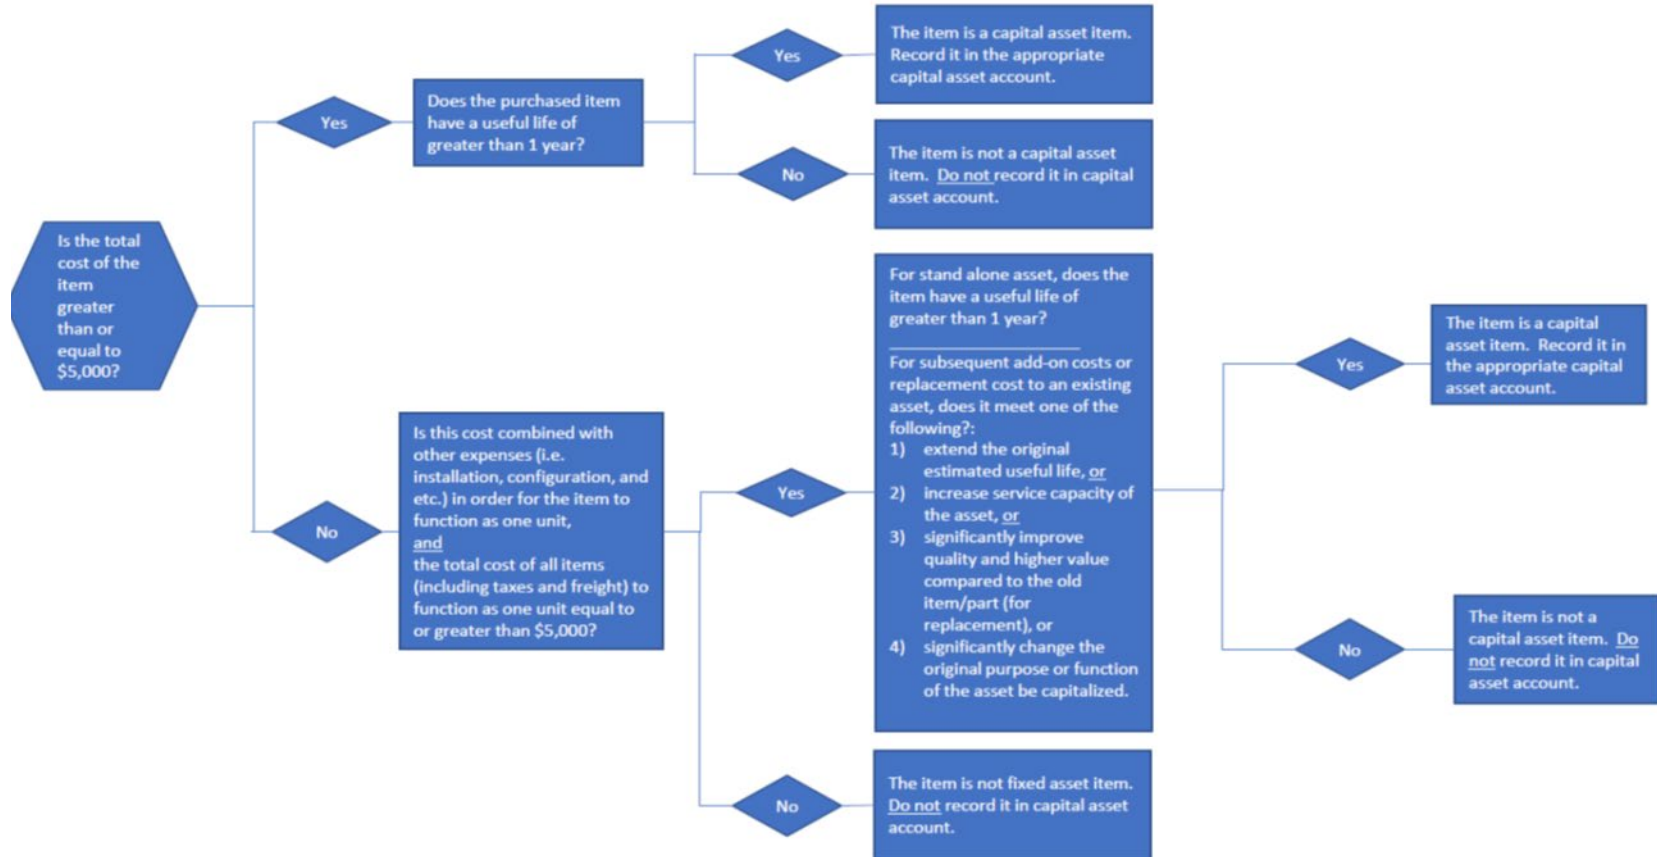 Is the total
cost of the
item
greater
than or
equal to
$5,000?
Yes
Does the purchased item
have a useful life of
greater than 1 year?
Yes
The item is a capital asset item.
Record it in the appropriate
capital asset account.
No
The item is not a capital asset
item.  Do not record it in capital
asset account.
No
Is this cost combined with
other expenses (i.e.
installation, configuration, and
etc.) in order for the item to
function as one unit,
and
the total cost of all items
(including taxes and freight) to
function as one unit equal to
or greater than $5,000?
Yes
For stand alone asset, does the
item have a useful life of
greater than 1 year?
For subsequent add-on costs or
replacement cost to an existing
asset, does it meet one of the
following?:
1) extend the original
estimated useful life, or
2) increase service capacity of
the asset, or
3) significantly improve
quality and higher value
compared to the old
item/part (for
replacement), or
4) significantly change the
original purpose or function
of the asset be capitalized.
Yes
The item is a capital
asset item.  Record it in
the appropriate capital
asset account.
No
The item is not a
capital asset item.  Do
not record it in capital
asset account.
No
The item is not fixed asset item.
Do not record it in capital asset
account.